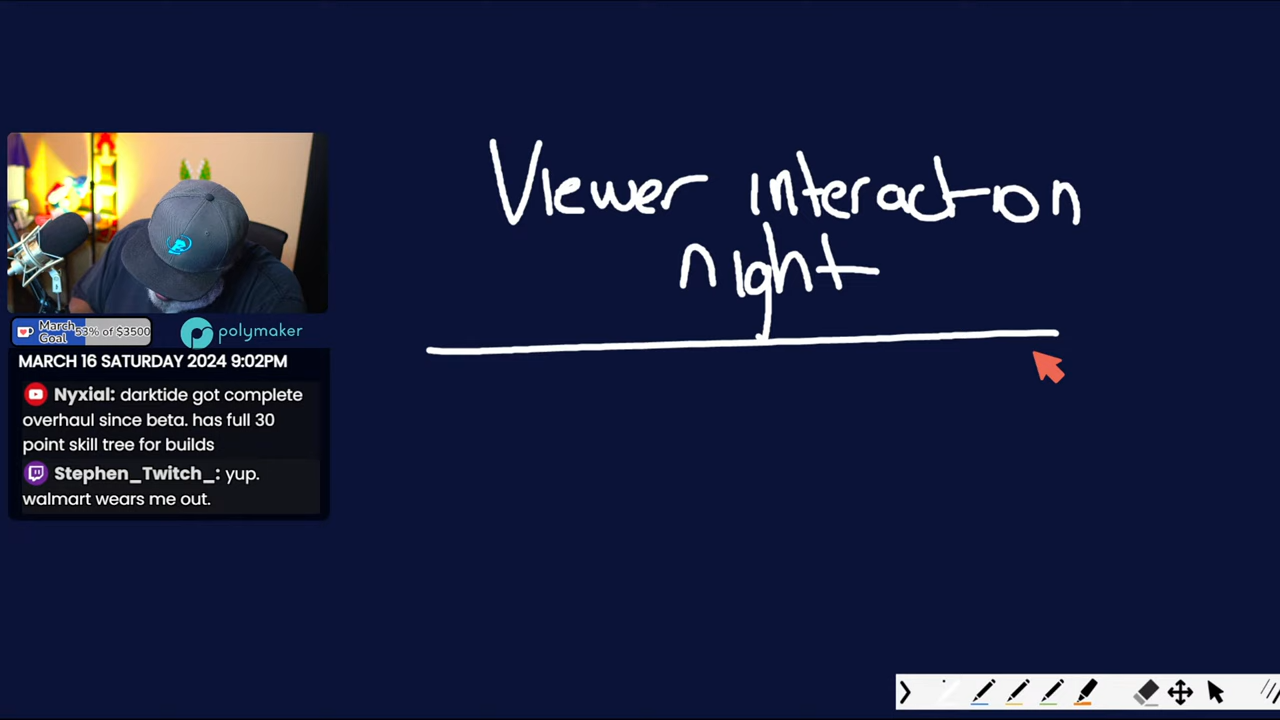 Viewer interaction
night
March
Goal
53% of $3500
polymaker
MARCH 16 SATURDAY 2024 9:02PM
Nyxial: darktide got complete
overhaul since beta. has full 30
point skill tree for builds
Stephen_Twitch_: yup.
walmart wears me out.